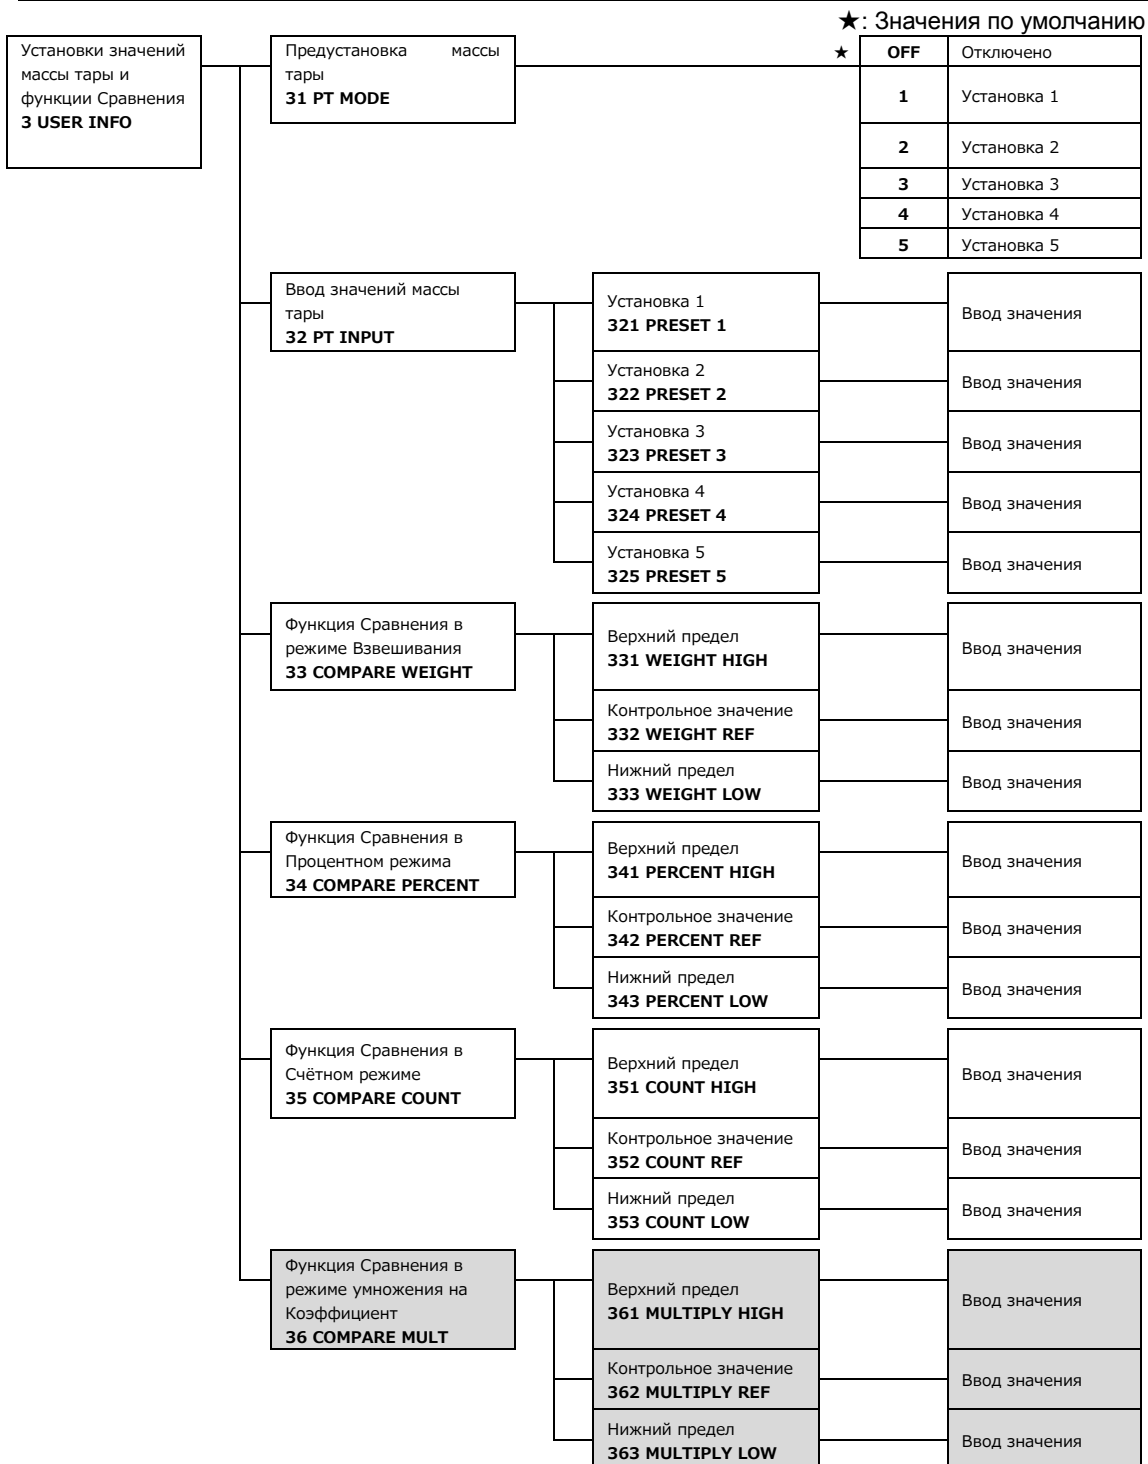 ★: Значения по умолчанию
Установки значений
массы тары и
функции Сравнения
3 USER INFO
Предустановка массы
тары
31 PT MODE
★
OFF Отключено
1 Установка 1
2 Установка 2
3 Установка 3
4 Установка 4
5 Установка 5
Ввод значений массы
тары
32 PT INPUT
Установка 1
321 PRESET 1
Ввод значения
Установка 2
322 PRESET 2
Ввод значения
Установка 3
323 PRESET 3
Ввод значения
Установка 4
324 PRESET 4
Ввод значения
Установка 5
325 PRESET 5
Ввод значения
Функция Сравнения в
режиме Взвешивания
33 COMPARE WEIGHT
Верхний предел
331 WEIGHT HIGH
Ввод значения
Контрольное значение
332 WEIGHT REF
Ввод значения
Нижний предел
333 WEIGHT LOW
Ввод значения
Функция Сравнения в
Процентном режима
34 COMPARE PERCENT
Верхний предел
341 PERCENT HIGH
Ввод значения
Контрольное значение
342 PERCENT REF
Ввод значения
Нижний предел
343 PERCENT LOW
Ввод значения
Функция Сравнения в
Счётном режиме
35 COMPARE COUNT
Верхний предел
351 COUNT HIGH
Ввод значения
Контрольное значение
352 COUNT REF
Ввод значения
Нижний предел
353 COUNT LOW
Ввод значения
Функция Сравнения в
режиме умножения на
Коэффициент
36 COMPARE MULT
Верхний предел
361 MULTIPLY HIGH
Ввод значения
Контрольное значение
362 MULTIPLY REF
Ввод значения
Нижний предел
363 MULTIPLY LOW
Ввод значения